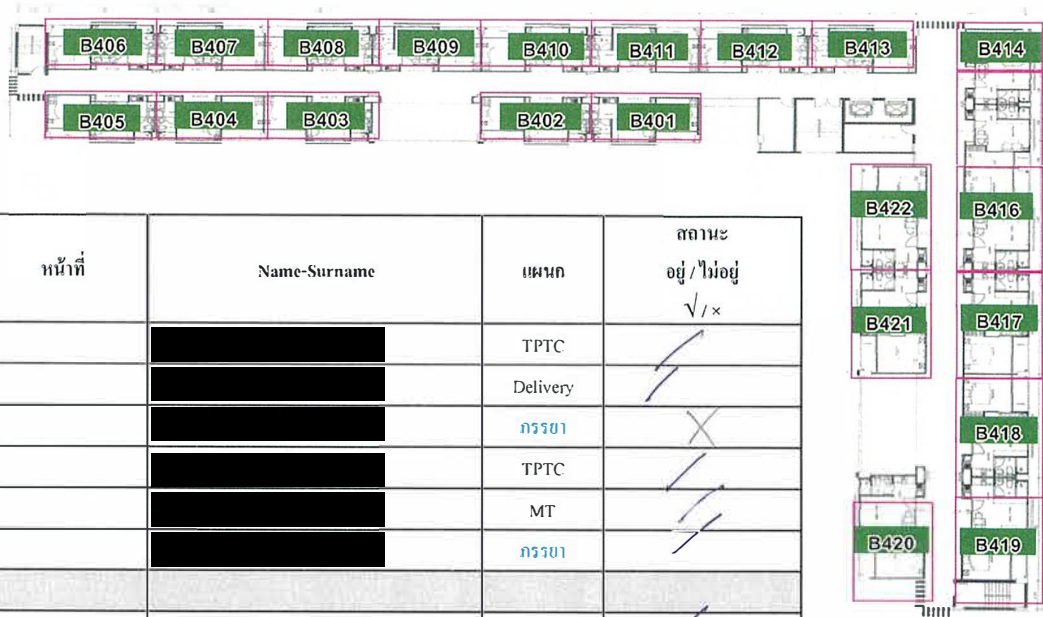 B406 B407 B408 B409 B410 B411 B412 B413 B414
B405 B404 B403 B402 B401
B422 B416
B421 B417
B418
B420 B419
หน้าที่ Name-Surname แผนก สถานะ
อยู่ / ไม่อยู่
√ / ×
TPTC /
Delivery /
ภรรยา X
TPTC /
MT /
ภรรยา /